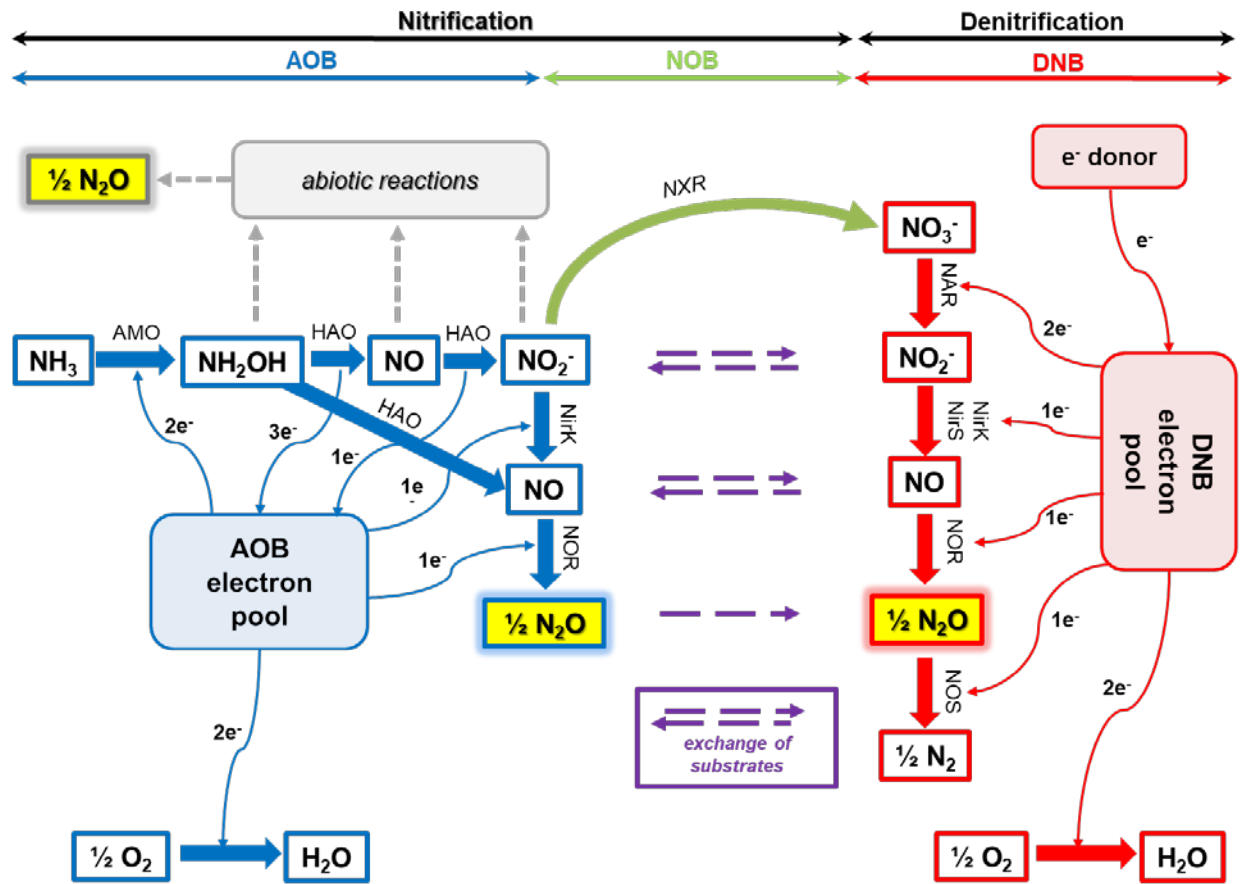 Nitrification
Denitrification
AOB
NOB
DNB
½ N₂O
abiotic reactions
e⁻ donor
NXR
NO₃⁻
e⁻
NAR
AMO
HAO
HAO
2e⁻
NH₃
NH₂OH
NO
NO₂⁻
NO₂⁻
HAO
NirK
NirK
NirS
1e⁻
DNB
electron
pool
2e⁻
3e⁻
1e⁻
1e
-
NO
NO
AOB
electron
pool
1e⁻
NOR
NOR
1e⁻
½ N₂O
½ N₂O
1e⁻
NOS
2e⁻
2e⁻
exchange of
substrates
½ N₂
½ O₂
H₂O
½ O₂
H₂O